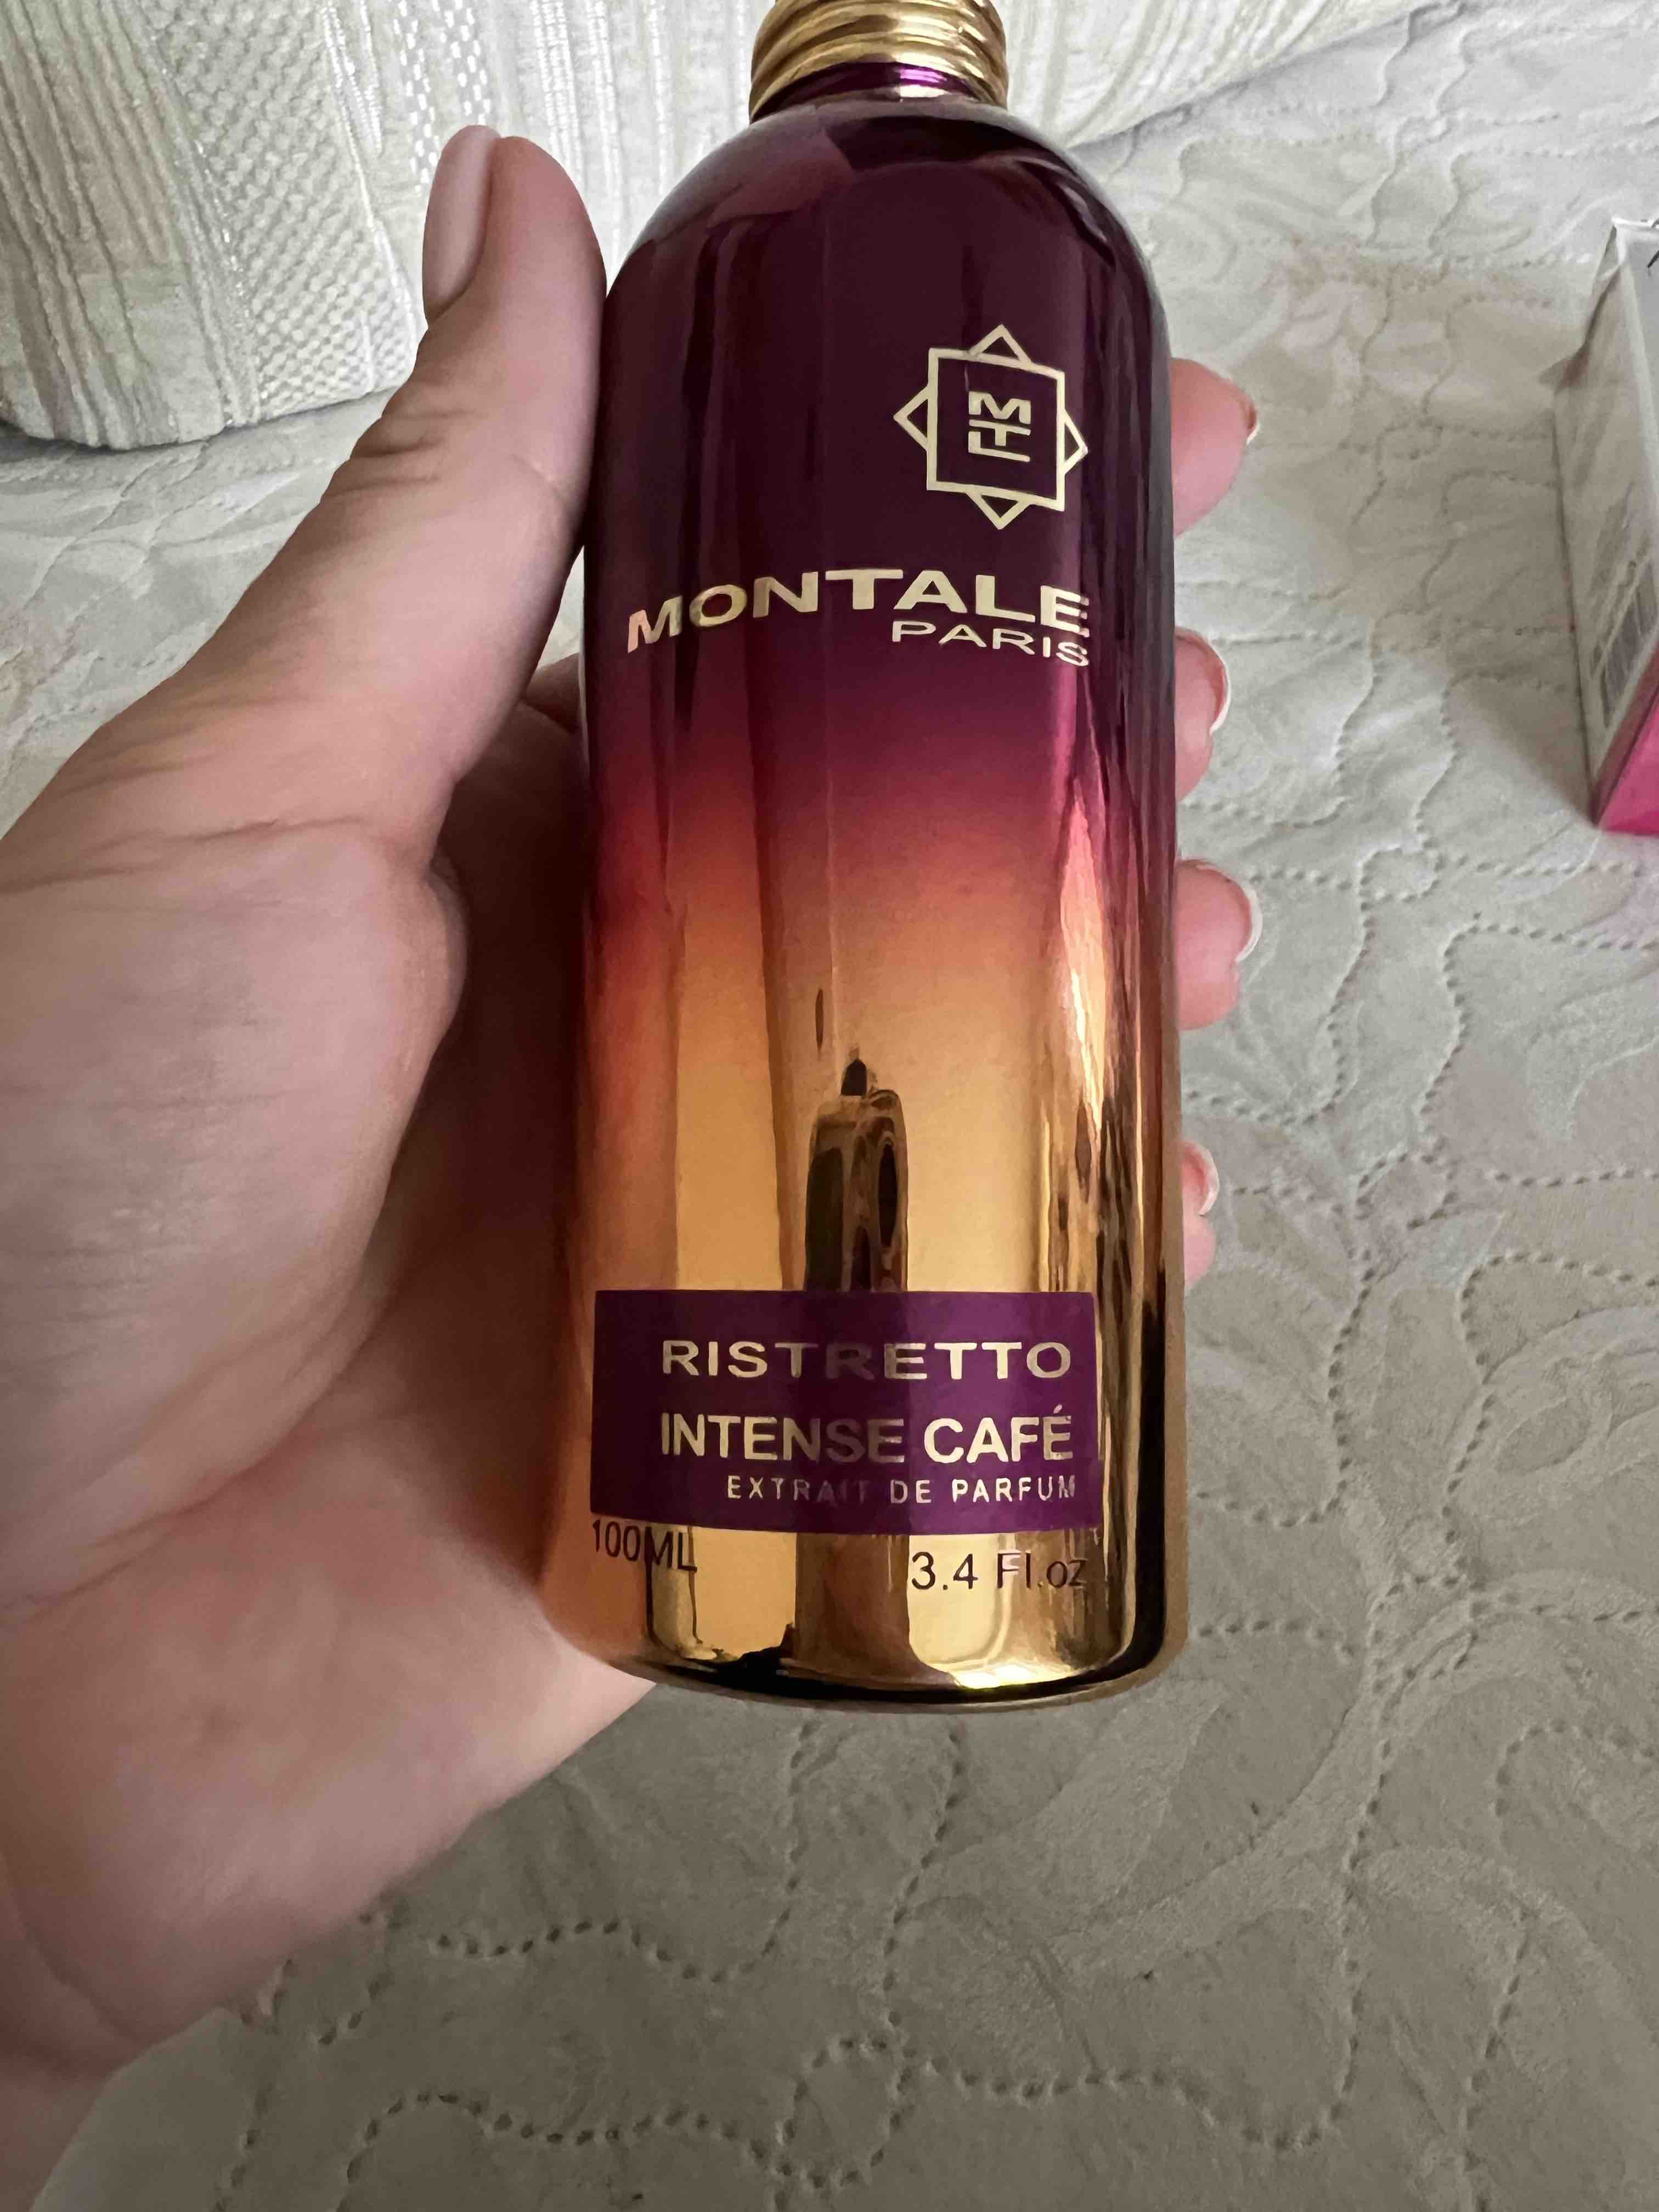 MONTALE
PARIS
RISTRETTO
INTENSE CAFÉ
EXTRAIT DE PARFUM
100ML 3.4 Fl.oz